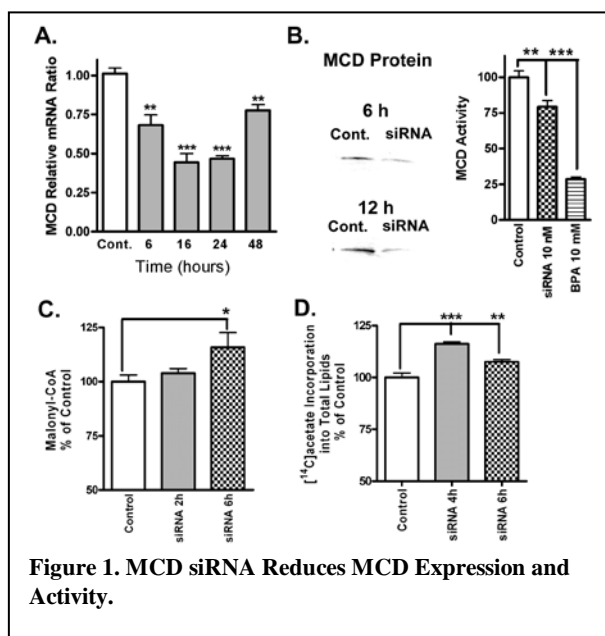 A.
MCD Relative mRNA Ratio
1.00
0.75
0.50
0.25
0.00
**
***
***
**
Cont. 6 16 24 48
Time (hours)
B.
MCD Protein
6 h
Cont. siRNA
12 h
Cont. siRNA
MCD Activity
100
75
50
25
0
** ***
Control
siRNA 10 nM
BPA 10 mM
C.
Malonyl-CoA
% of Control
125
100
75
50
*
Control
siRNA 2h
siRNA 6h
D.
[14C]acetate Incorporation
into Total Lipids
% of Control
125
100
75
50
*** **
Control
siRNA 4h
siRNA 6h
Figure 1. MCD siRNA Reduces MCD Expression and
Activity.